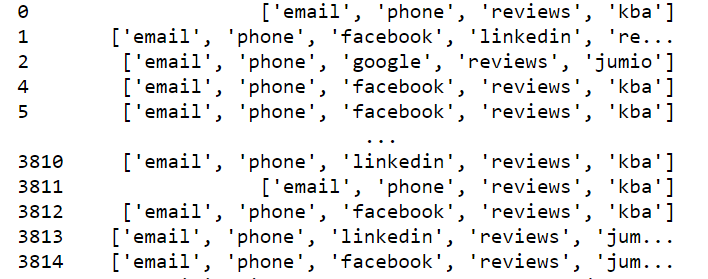 0 ['email', 'phone', 'reviews', 'kba']
1 ['email', 'phone', 'facebook', 'linkedin', 're...
2 ['email', 'phone', 'google', 'reviews', 'jumio']
4 ['email', 'phone', 'facebook', 'reviews', 'kba']
5 ['email', 'phone', 'facebook', 'reviews', 'kba']
...
3810 ['email', 'phone', 'linkedin', 'reviews', 'kba']
3811 ['email', 'phone', 'reviews', 'kba']
3812 ['email', 'phone', 'facebook', 'reviews', 'kba']
3813 ['email', 'phone', 'linkedin', 'reviews', 'jum...
3814 ['email', 'phone', 'facebook', 'reviews', 'jum...